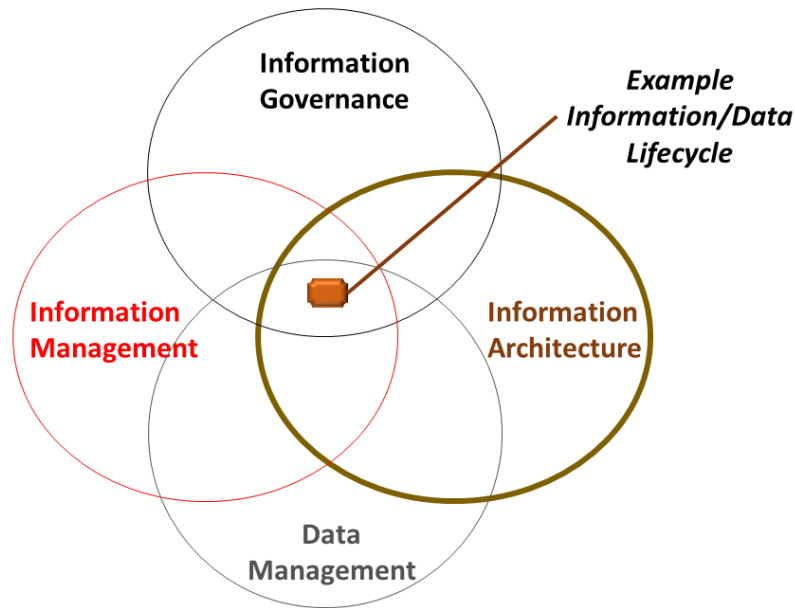 Information
Governance
Example
Information/Data
Lifecycle
Information
Management
Information
Architecture
Data
Management